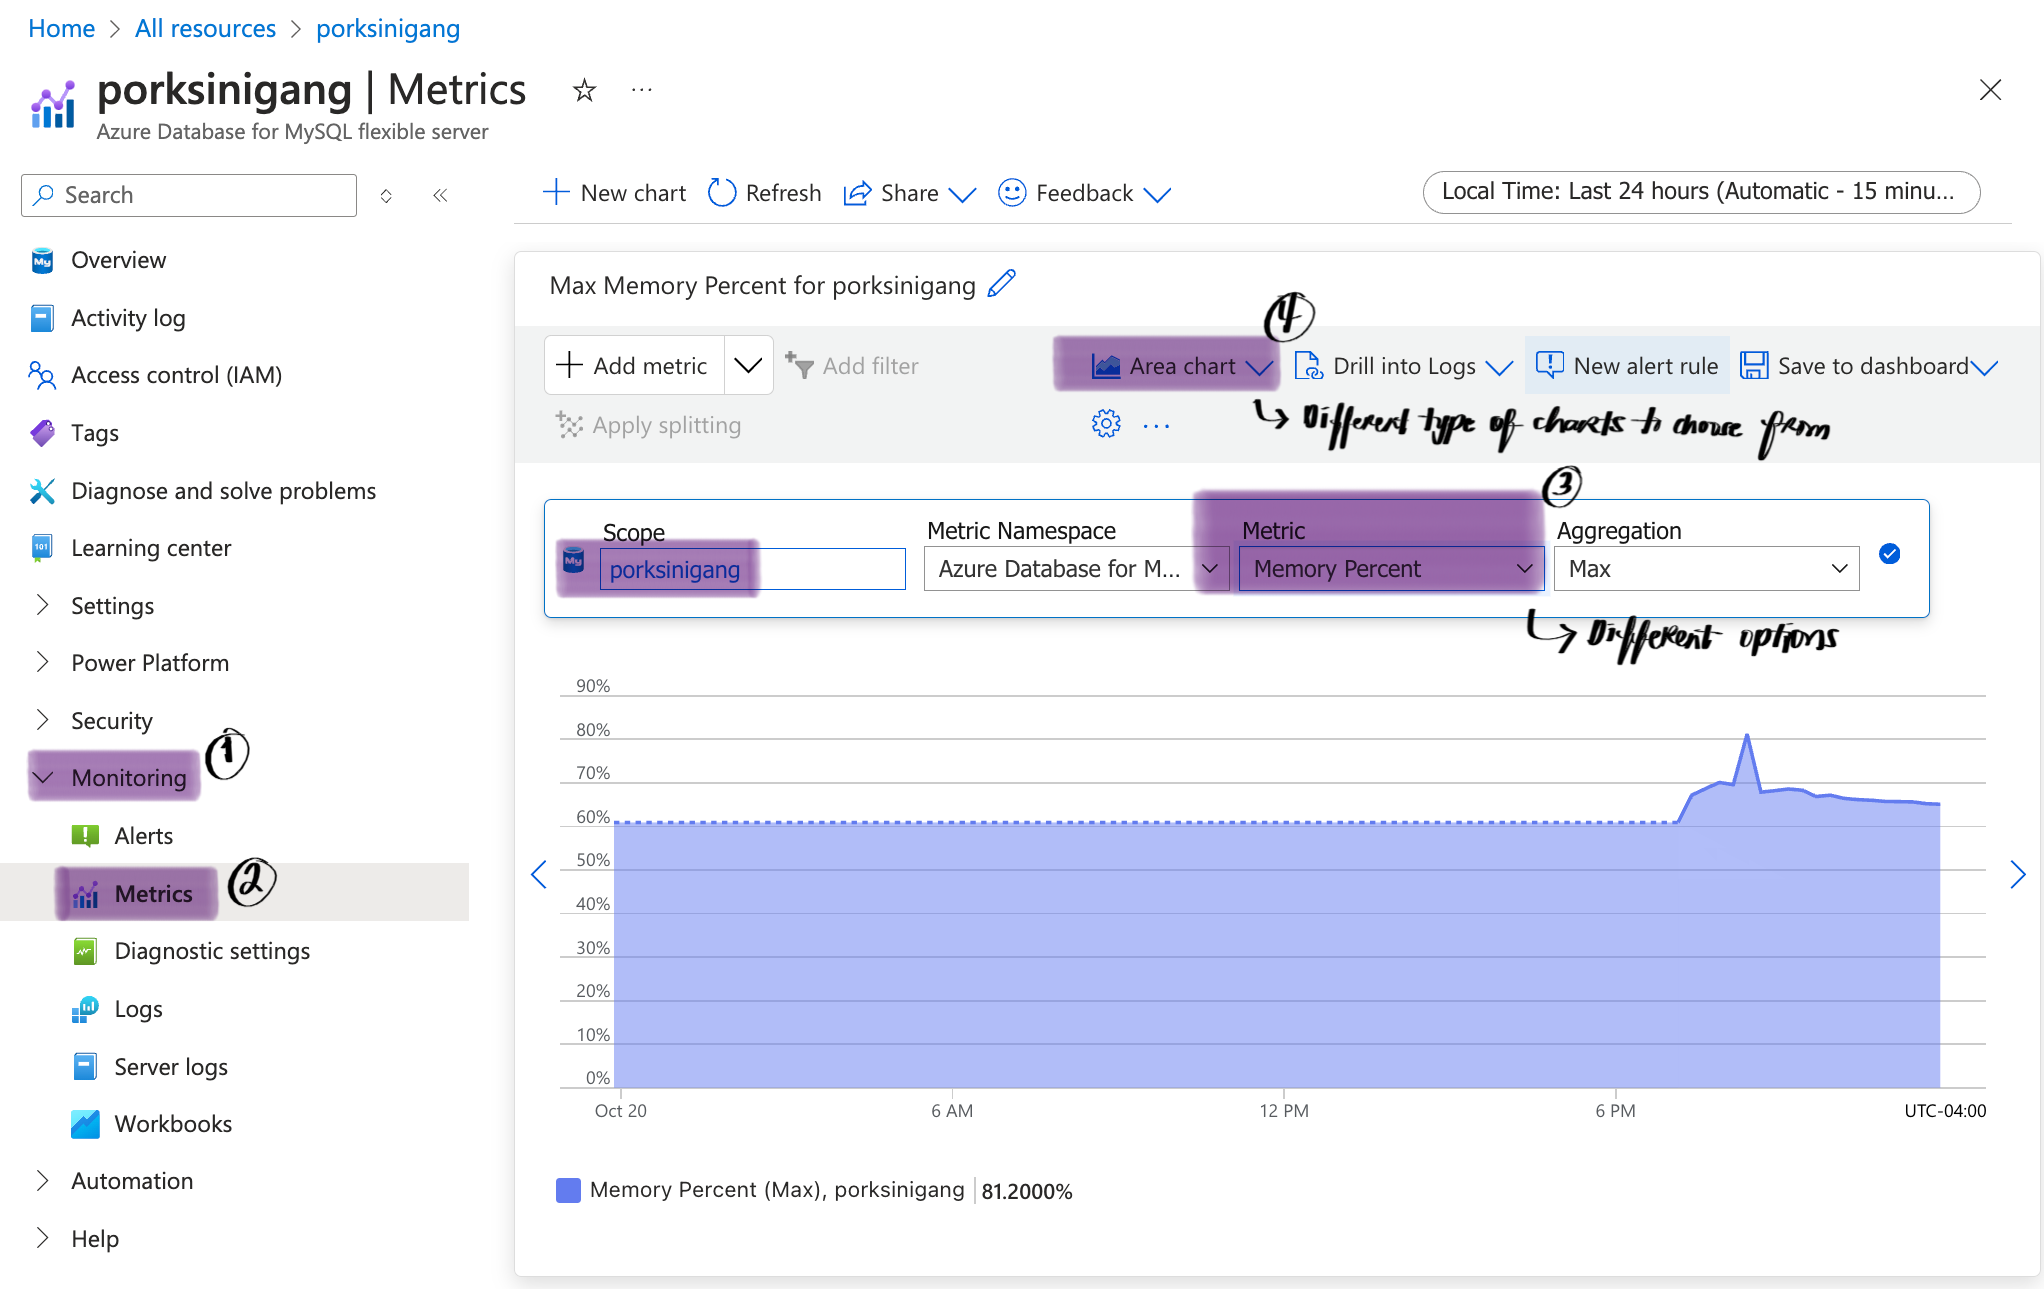 Home > All resources > porksinigang
porksinigang | Metrics ☆ ...
Azure Database for MySQL flexible server
Search
Overview
Activity log
Access control (IAM)
Tags
Diagnose and solve problems
Learning center
Settings
Power Platform
Security
Monitoring ①
Alerts
Metrics ②
Diagnostic settings
Logs
Server logs
Workbooks
Automation
Help
New chart Refresh Share Feedback
Local Time: Last 24 hours (Automatic - 15 minu...
Max Memory Percent for porksinigang
④
Add metric Add filter Area chart Drill into Logs New alert rule Save to dashboard
Apply splitting ...
Different type of charts to choose from
③
Scope Metric Namespace Metric Aggregation
porksinigang Azure Database for M... Memory Percent Max
Different options
90%
80%
70%
60%
50%
40%
30%
20%
10%
0%
Oct 20 6 AM 12 PM 6 PM UTC-04:00
Memory Percent (Max), porksinigang | 81.2000%